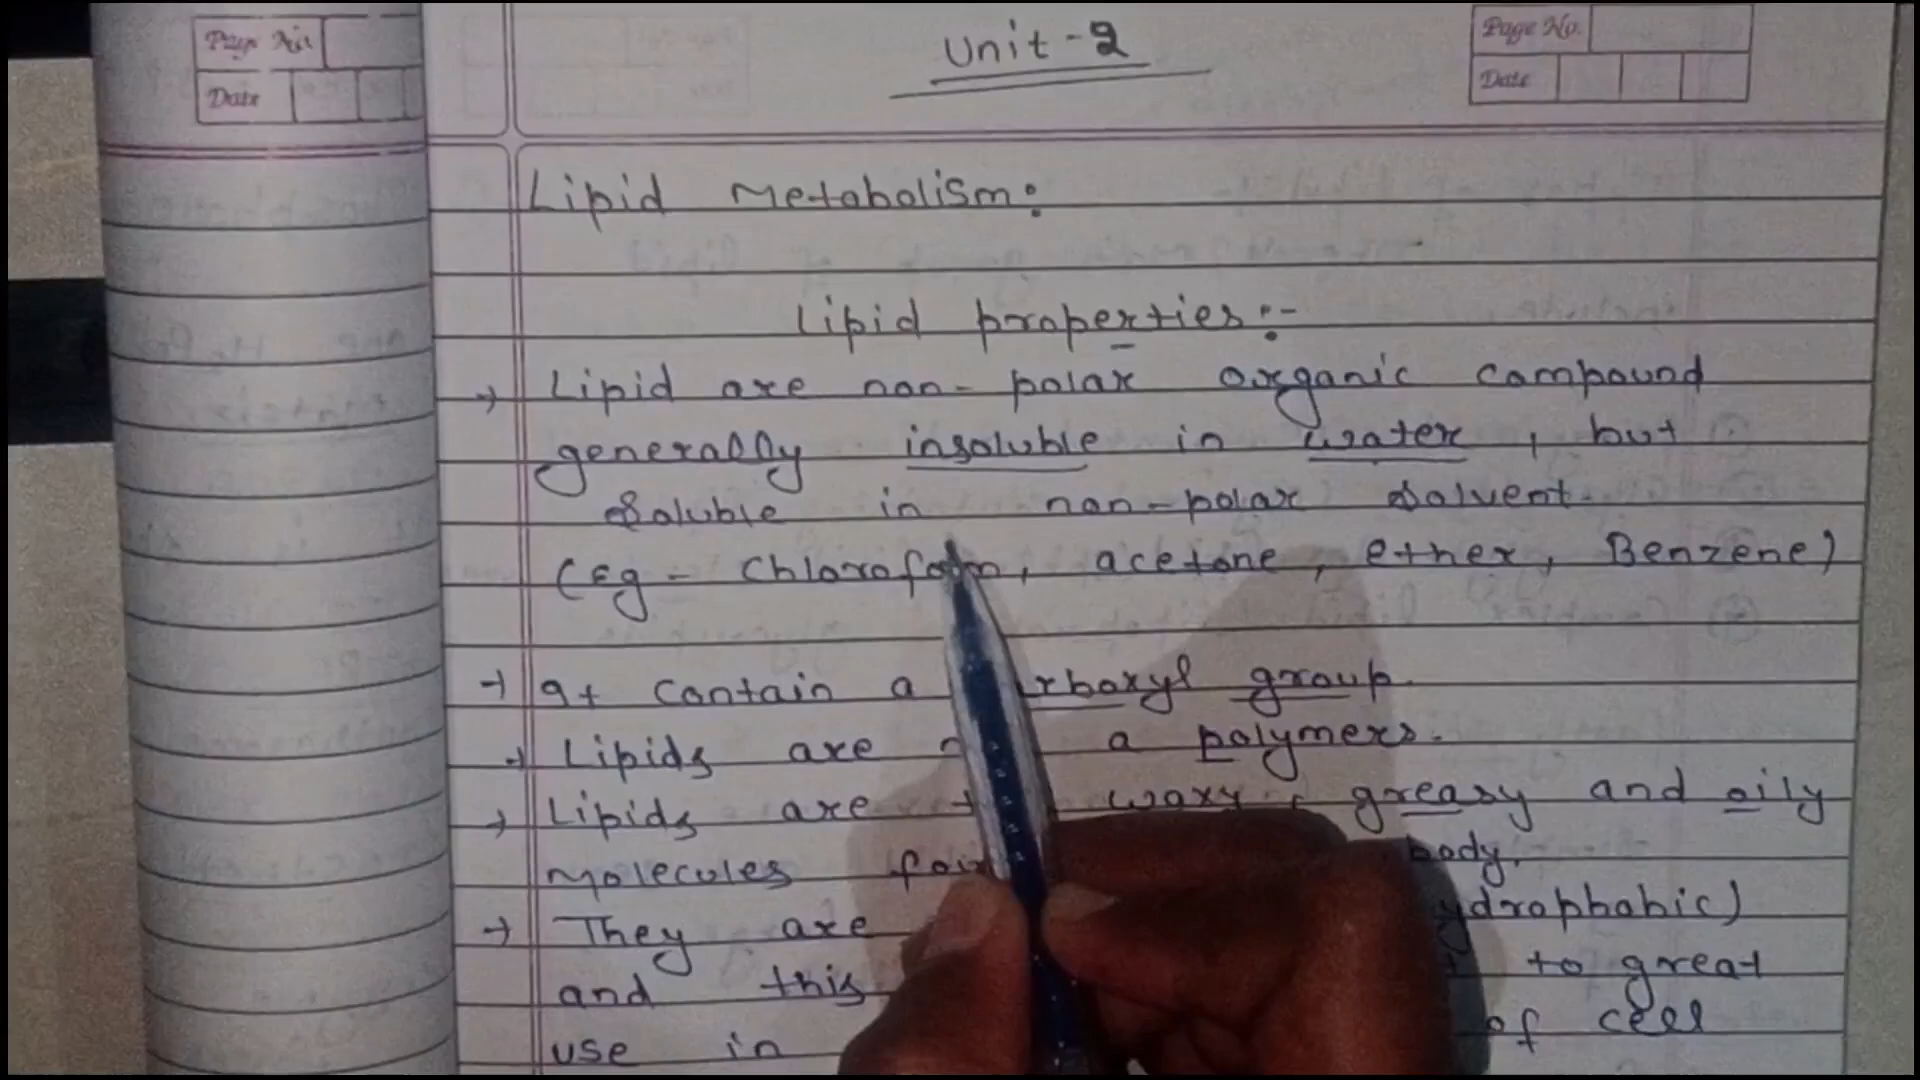 Page No.
Date
Unit-2
Page No.
Date
Lipid Metabolism:
Lipid properties:-
→ Lipid are non-polar organic compound
generally insoluble in water, but
Soluble in non-polar solvent.
(Eg - Chloroform, acetone, ether, Benzene)
→ It contain a group.
→ Lipids are a polymers.
→ Lipids are waxy, greasy and oily
molecules body.
→ They are
and this to great
use in of cell